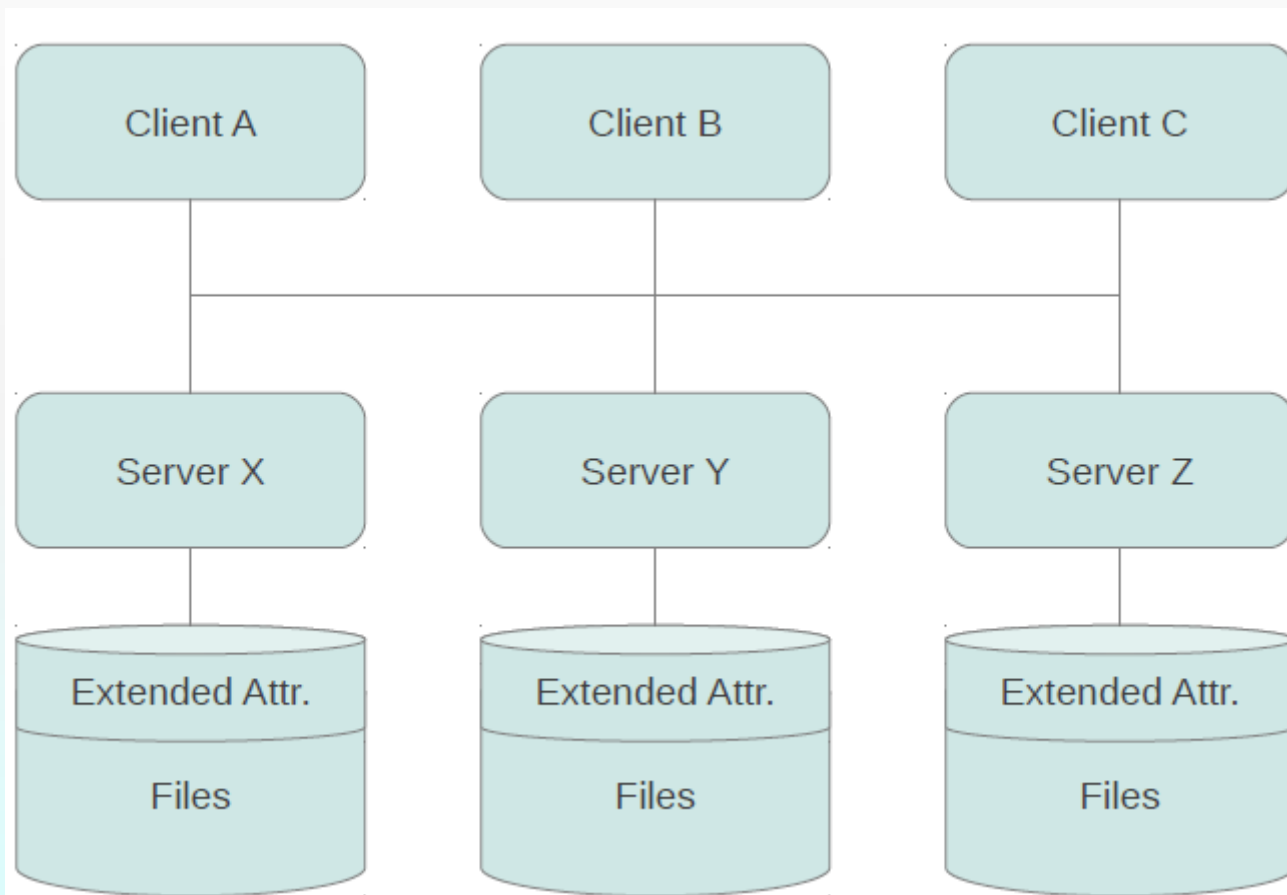 Client A
Client B
Client C
Server X
Server Y
Server Z
Extended Attr.
Extended Attr.
Extended Attr.
Files
Files
Files